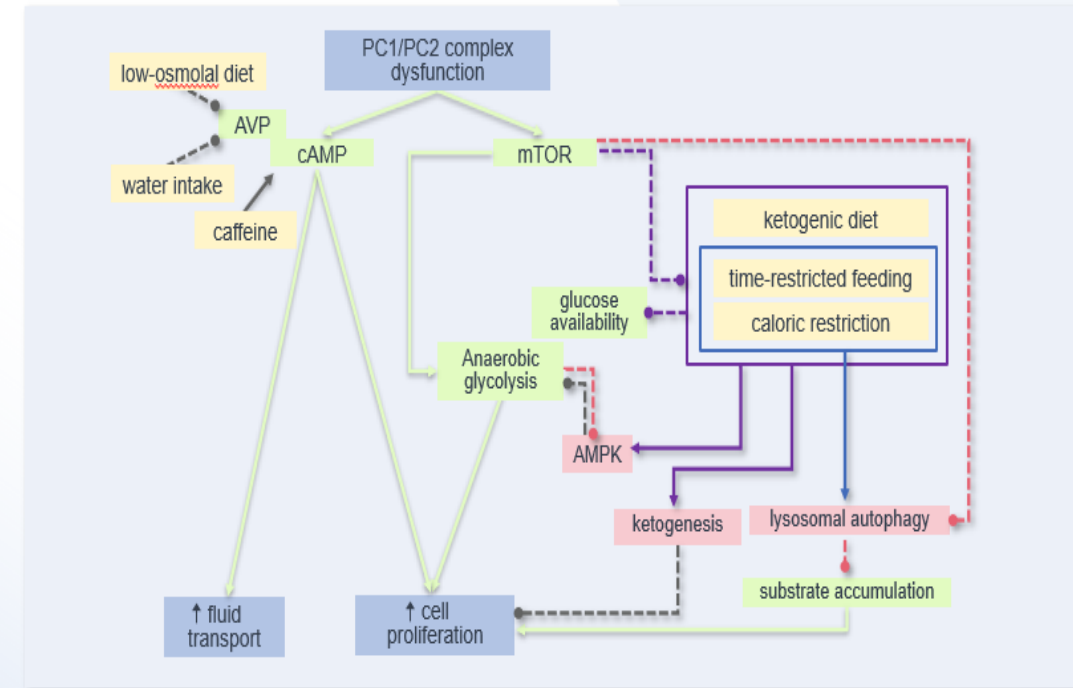 PC1/PC2 complex
dysfunction
low-osmolal diet
AVP
cAMP
mTOR
water intake
caffeine
ketogenic diet
time-restricted feeding
caloric restriction
glucose
availability
Anaerobic
glycolysis
AMPK
ketogenesis
lysosomal autophagy
substrate accumulation
↑ fluid
transport
↑ cell
proliferation